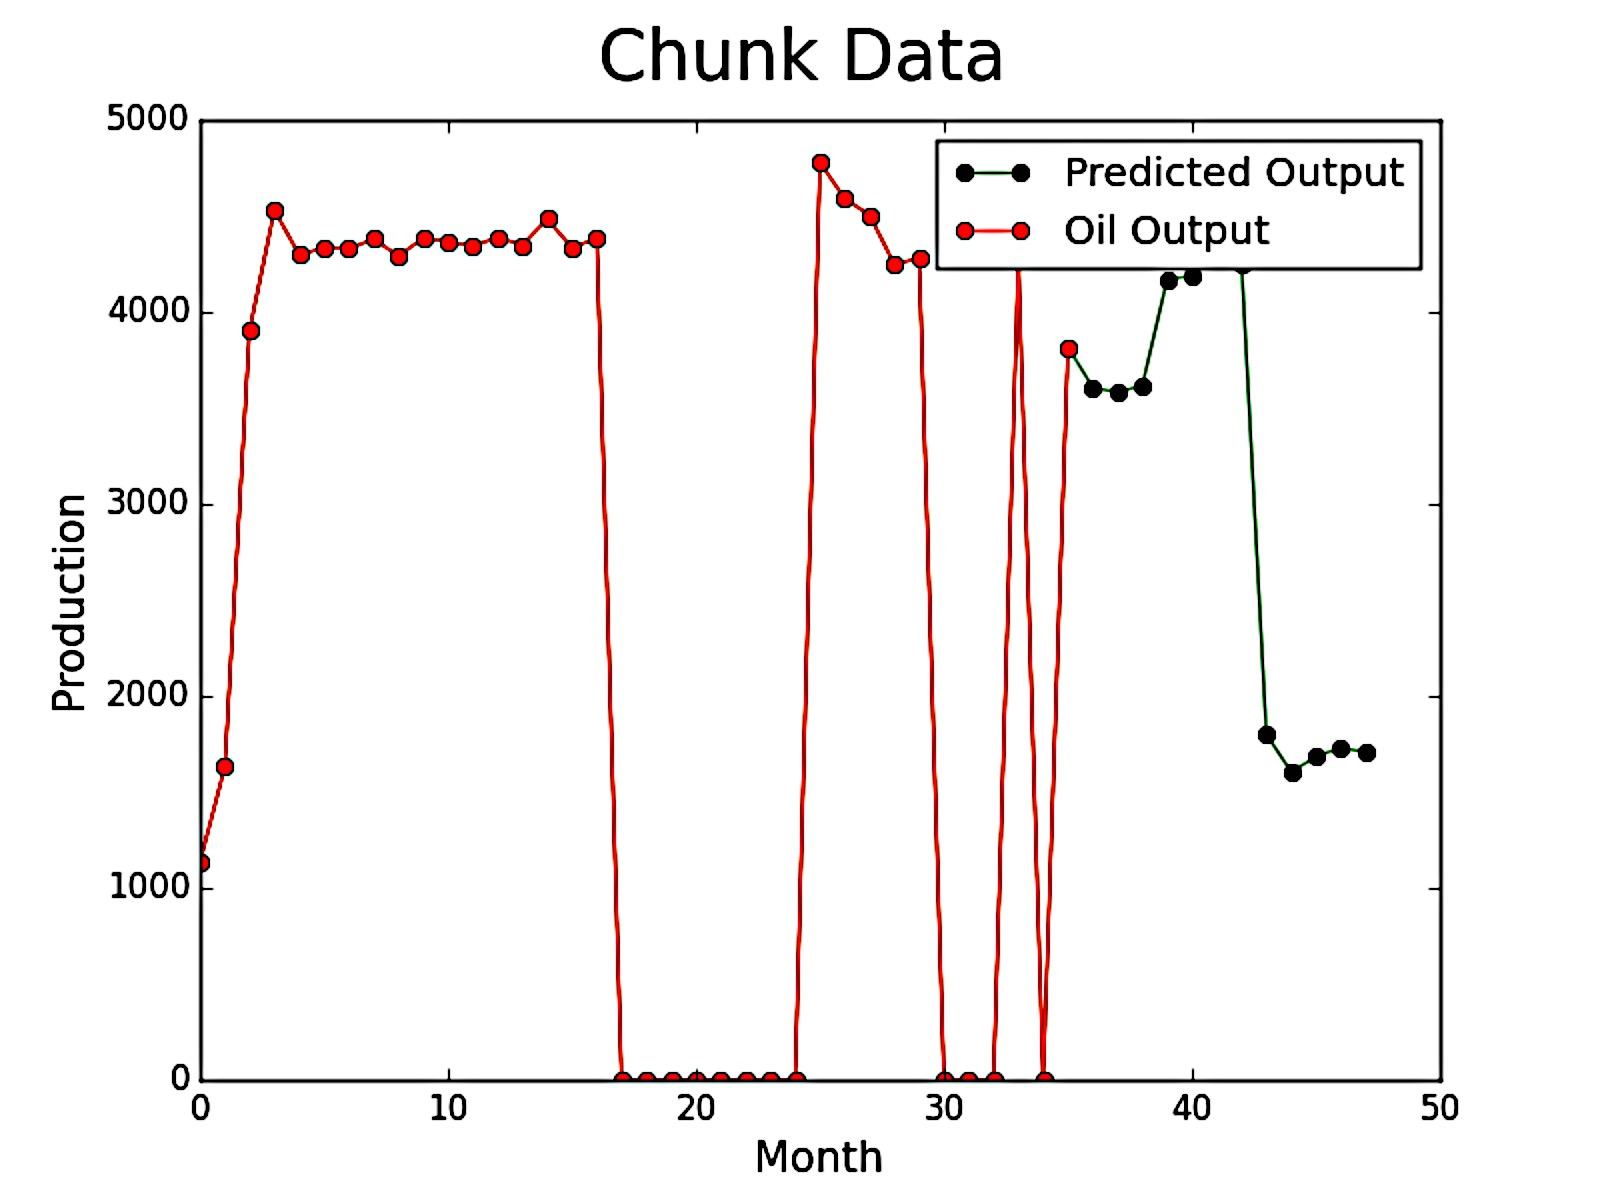 Chunk Data
Predicted Output
Oil Output
5000
4000
3000
2000
1000
0
Production
0 10 20 30 40 50
Month